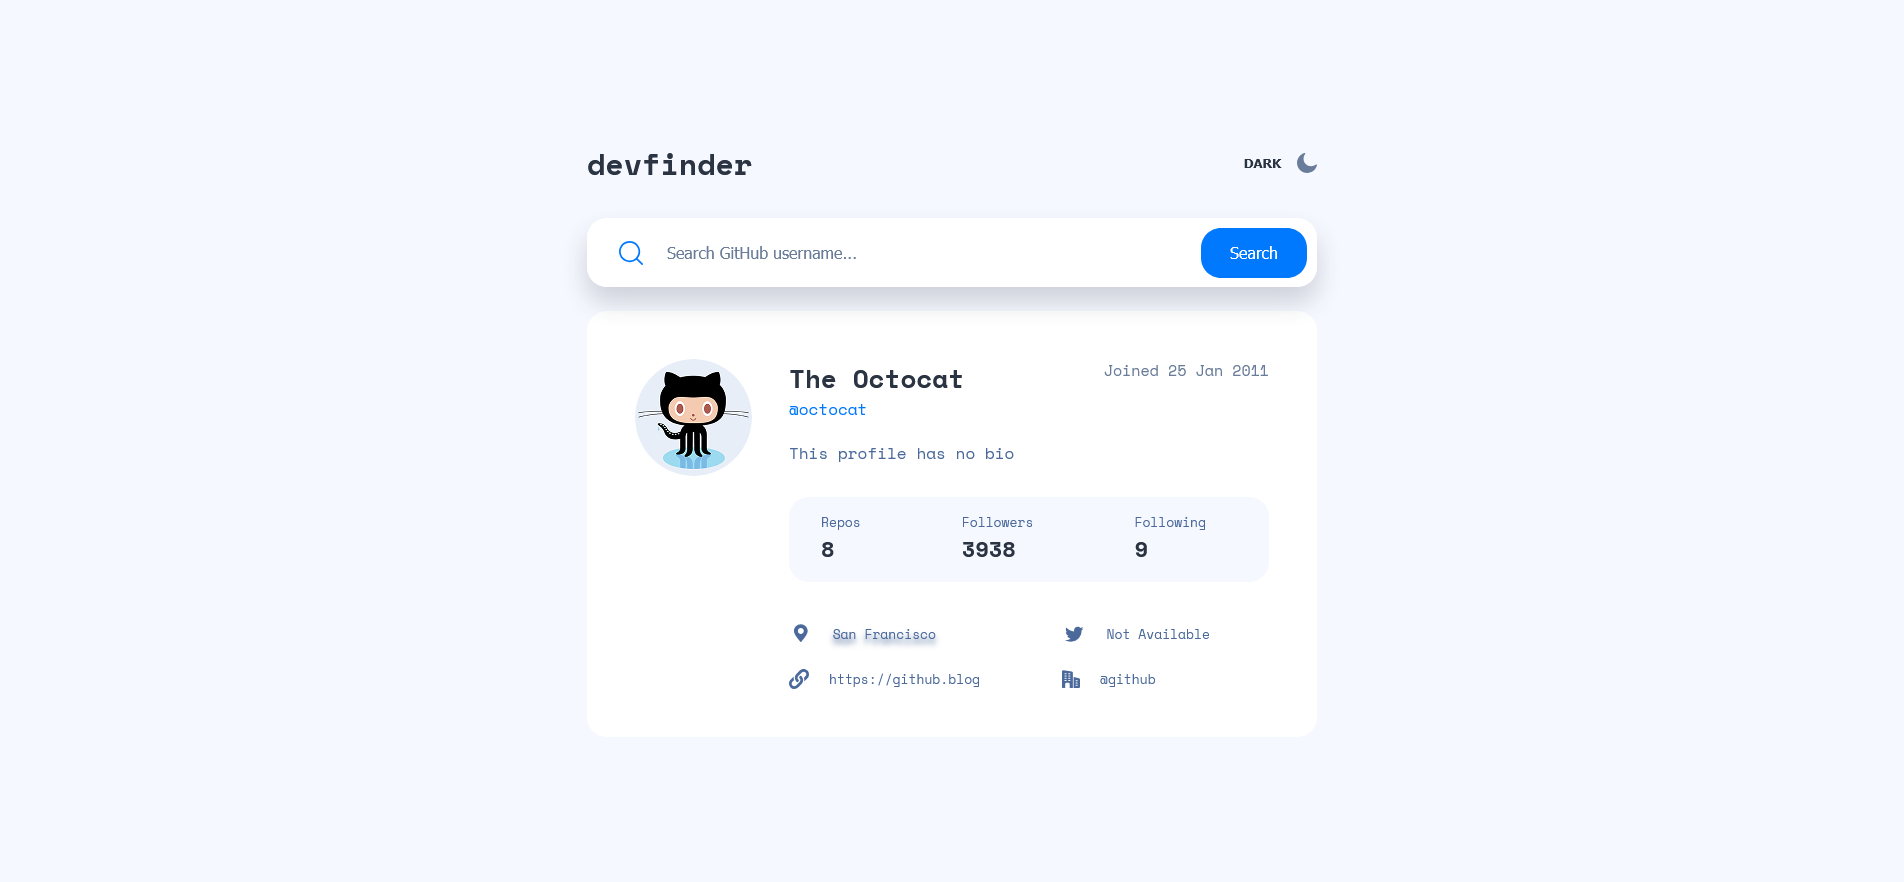 devfinder
DARK
Search GitHub username...
Search
The Octocat
Joined 25 Jan 2011
@octocat
This profile has no bio
Repos Followers Following
8 3938 9
San Francisco
Not Available
https://github.blog
@github